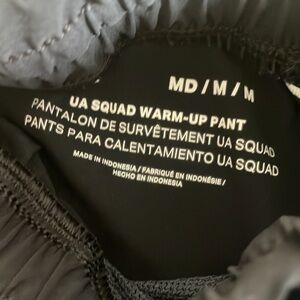 MD / M / M
UA SQUAD WARM-UP PANT
PANTALON DE SURVÊTEMENT UA SQUAD
PANTS PARA CALENTAMIENTO UA SQUAD
MADE IN INDONESIA / FABRIQUÉ EN INDONÉSIE /
HECHO EN INDONESIA